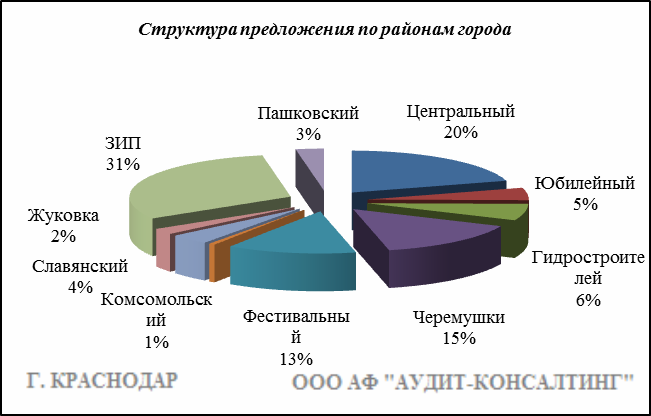 Структура предложения по районам города
Пашковский
3%
Центральный
20%
ЗИП
31%
Юбилейный
5%
Жуковка
2%
Гидростроите
лей
6%
Славянский
4%
Комсомольск
ий
1%
Фестивальны
й
13%
Черемушки
15%
Г. КРАСНОДАР
ООО АФ "АУДИТ-КОНСАЛТИНГ"